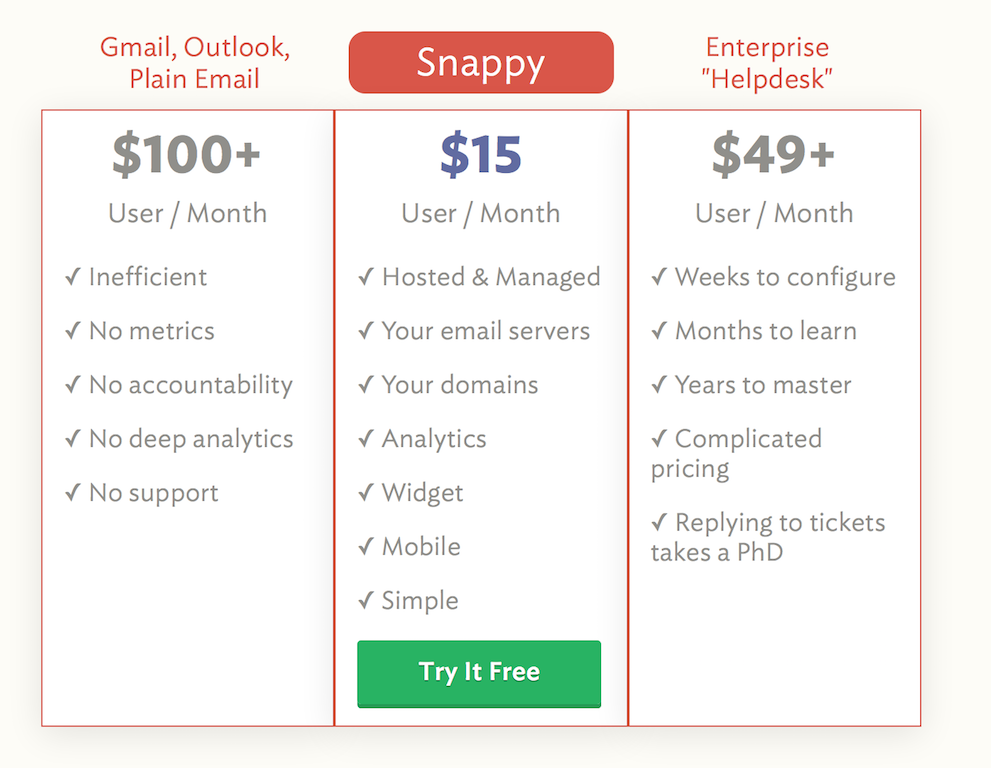 Gmail, Outlook,
Plain Email
$100+
User / Month
✓ Inefficient
✓ No metrics
✓ No accountability
✓ No deep analytics
✓ No support
Snappy
$15
User / Month
✓ Hosted & Managed
✓ Your email servers
✓ Your domains
✓ Analytics
✓ Widget
✓ Mobile
✓ Simple
Try It Free
Enterprise
"Helpdesk"
$49+
User / Month
✓ Weeks to configure
✓ Months to learn
✓ Years to master
✓ Complicated
pricing
✓ Replying to tickets
takes a PhD